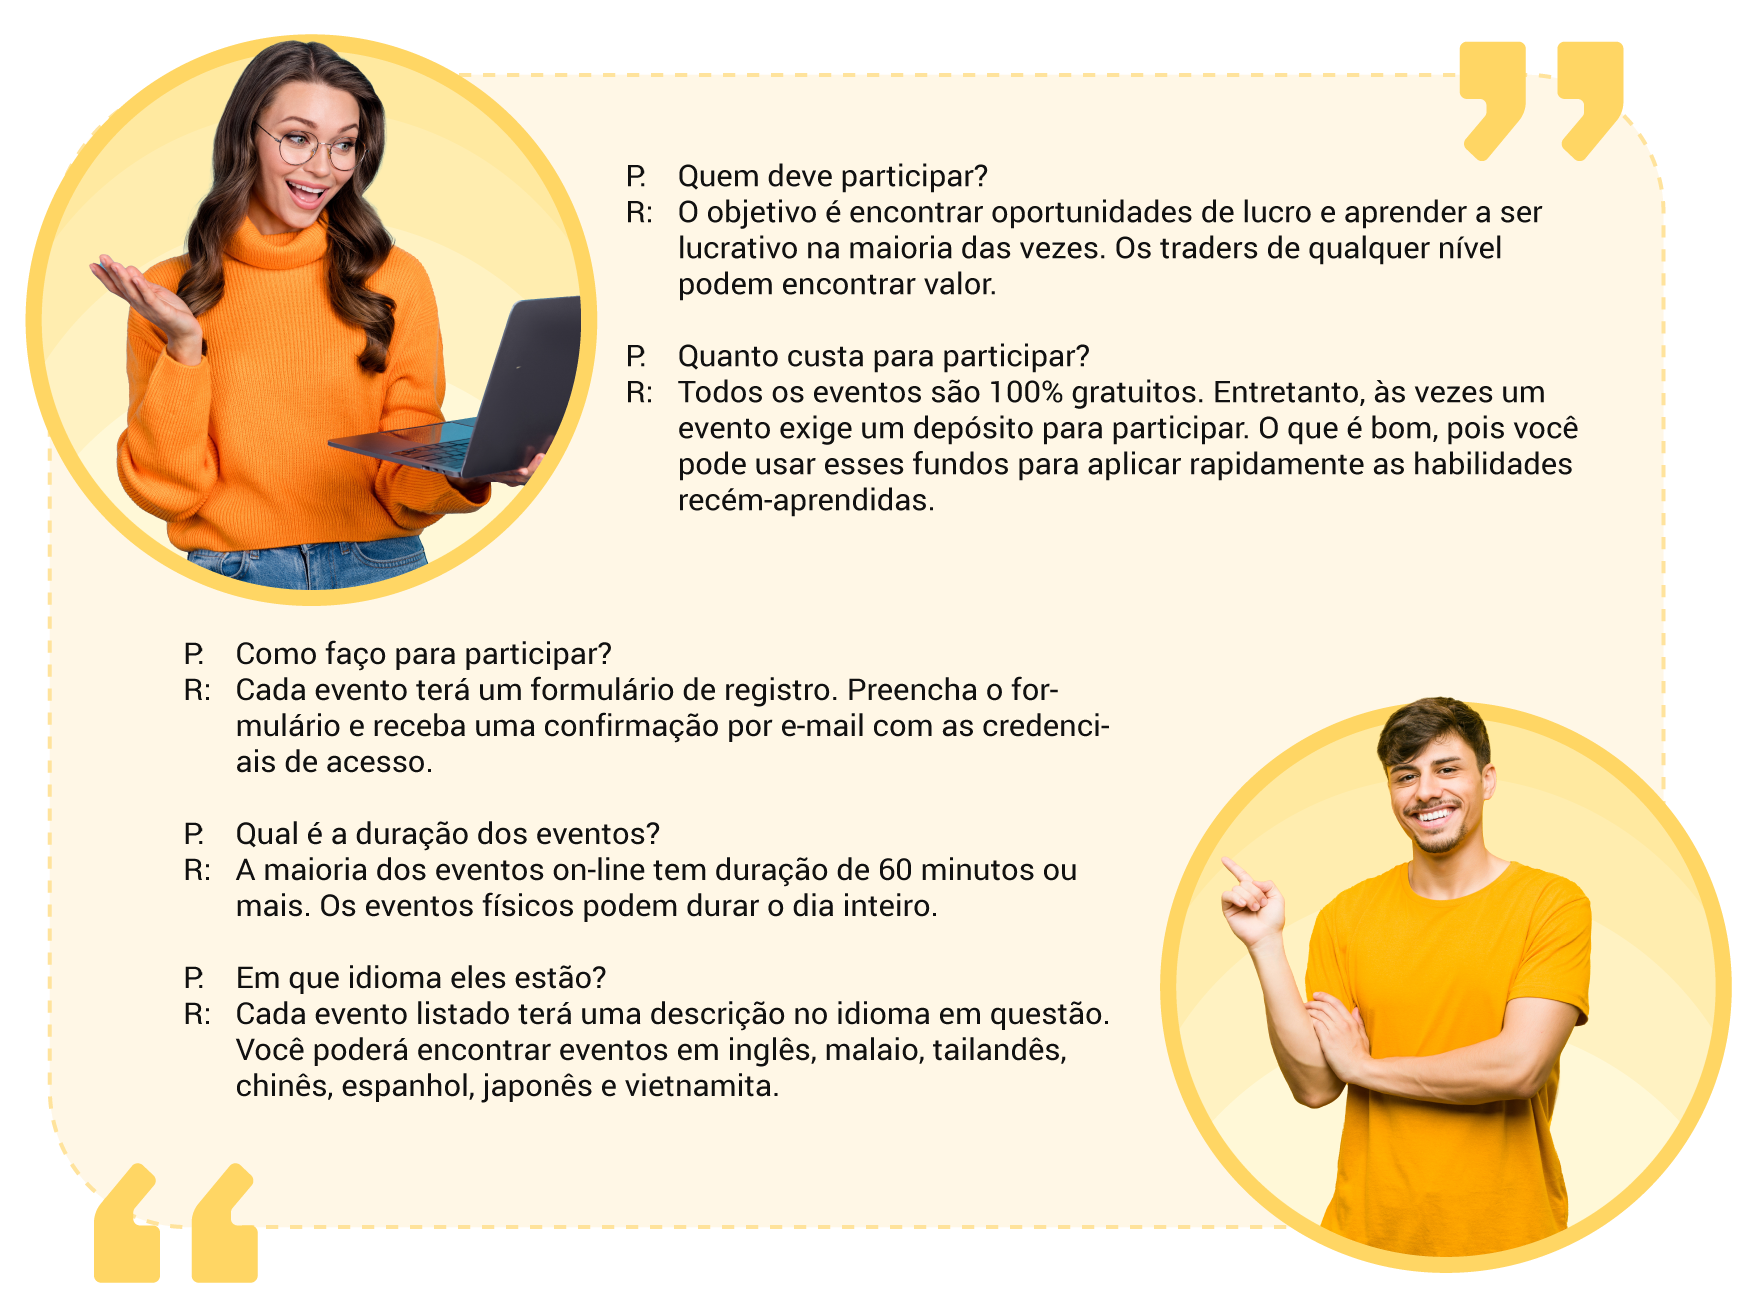 P. Quem deve participar?
R: O objetivo é encontrar oportunidades de lucro e aprender a ser
lucrativo na maioria das vezes. Os traders de qualquer nível
podem encontrar valor.
P. Quanto custa para participar?
R: Todos os eventos são 100% gratuitos. Entretanto, às vezes um
evento exige um depósito para participar. O que é bom, pois você
pode usar esses fundos para aplicar rapidamente as habilidades
recém-aprendidas.
P. Como faço para participar?
R: Cada evento terá um formulário de registro. Preencha o for-
mulário e receba uma confirmação por e-mail com as credenci-
ais de acesso.
P. Qual é a duração dos eventos?
R: A maioria dos eventos on-line tem duração de 60 minutos ou
mais. Os eventos físicos podem durar o dia inteiro.
P. Em que idioma eles estão?
R: Cada evento listado terá uma descrição no idioma em questão.
Você poderá encontrar eventos em inglês, malaio, tailandês,
chinês, espanhol, japonês e vietnamita.